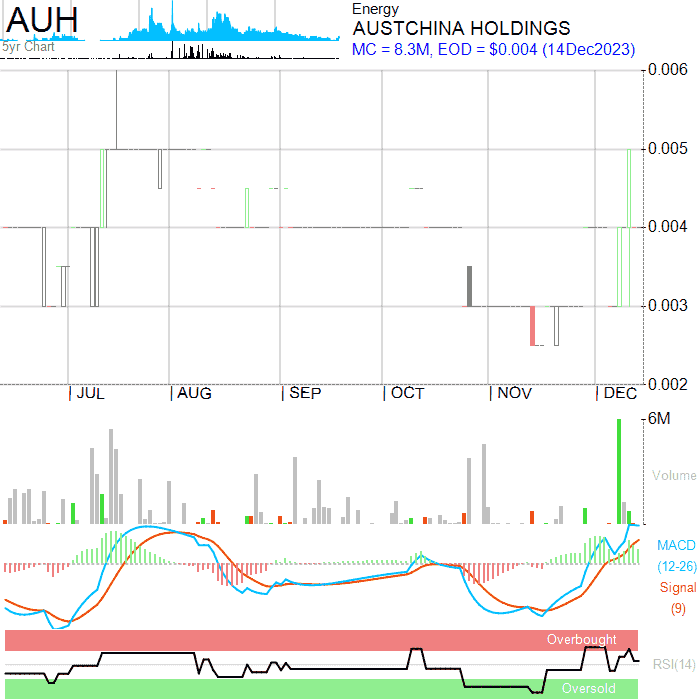 AUH
5yr Chart
Energy
AUSTCHINA HOLDINGS
MC = 8.3M, EOD = $0.004 (14Dec2023)
0.006
0.005
0.004
0.003
0.002
JUL AUG SEP OCT NOV DEC
6M
Volume
MACD
(12-26)
Signal
(9)
Overbought
RSI(14)
Oversold